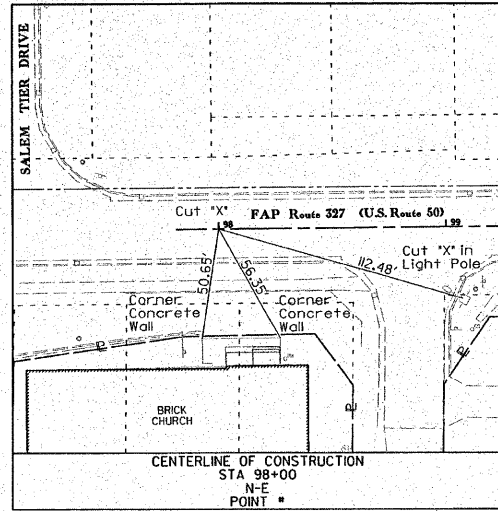 SALEM TIER DRIVE
Cut "X"
98
FAP Route 327 (U.S. Route 50)
99
Cut "X" in
Light Pole
50.65'
56.35'
112.48'
Corner
Concrete
Wall
Corner
Concrete
Wall
BRICK
CHURCH
CENTERLINE OF CONSTRUCTION
STA 98+00
N-E
POINT #